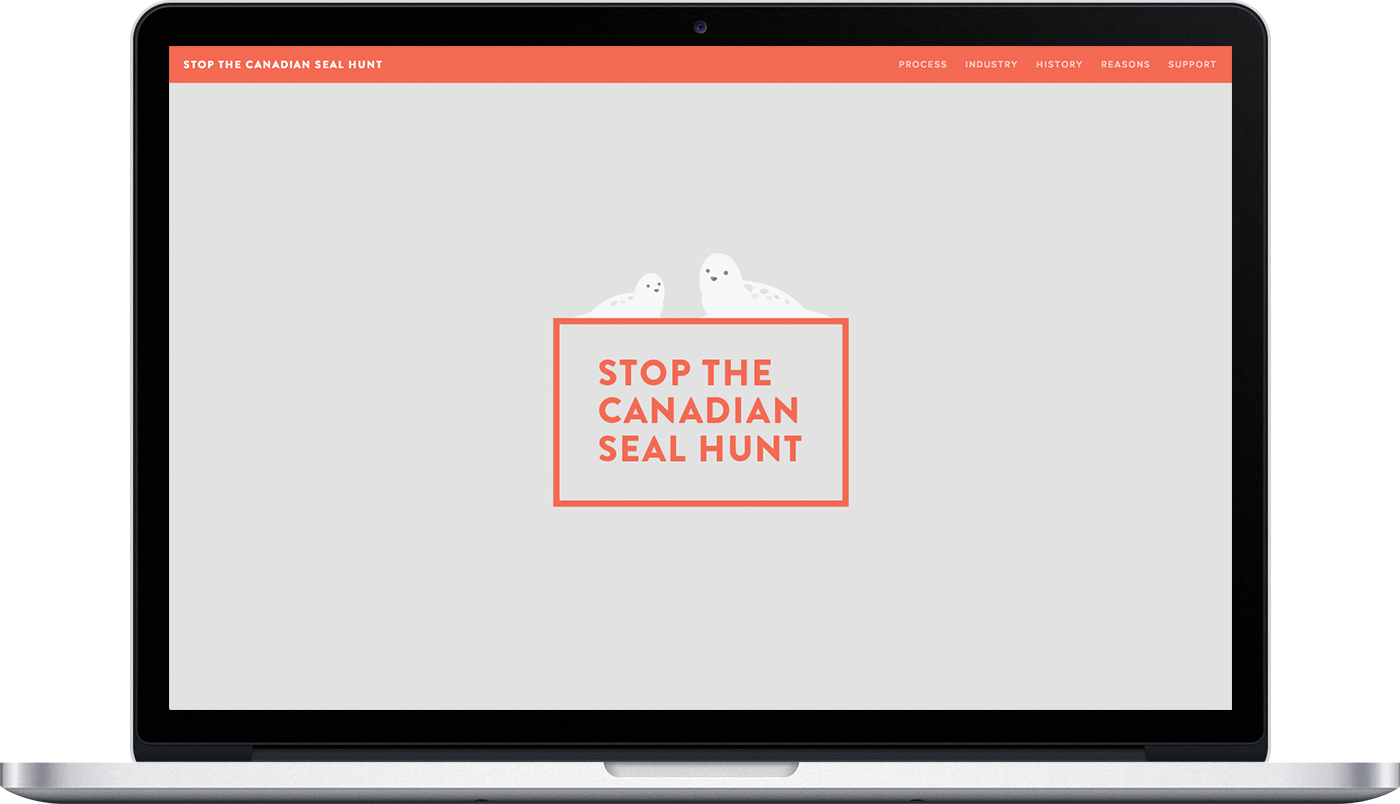 STOP THE CANADIAN SEAL HUNT
PROCESS INDUSTRY HISTORY REASONS SUPPORT
STOP THE
CANADIAN
SEAL HUNT